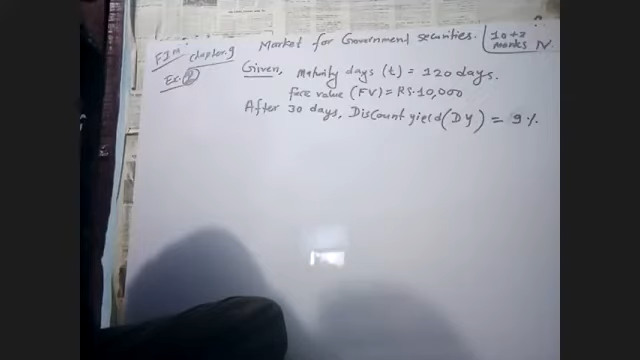 FIM chapter.9 Market for Government securities. 10+2 marks IV.
Ex. 2 Given, Maturity days (t) = 120 days.
face value (FV) = RS. 10,000
After 30 days, Discount yield (DY) = 9%